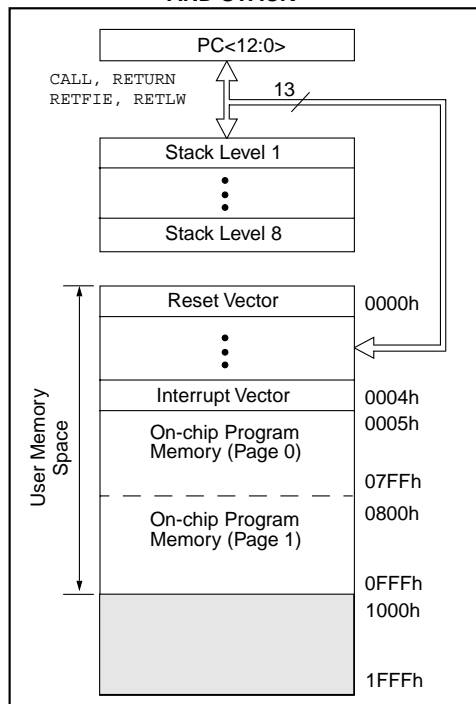 AND STACK
PC<12:0>
CALL, RETURN
RETFIE, RETLW
13
Stack Level 1
Stack Level 8
Reset Vector
0000h
Interrupt Vector
0004h
0005h
On-chip Program
Memory (Page 0)
07FFh
0800h
On-chip Program
Memory (Page 1)
0FFFh
1000h
1FFFh
User Memory
Space